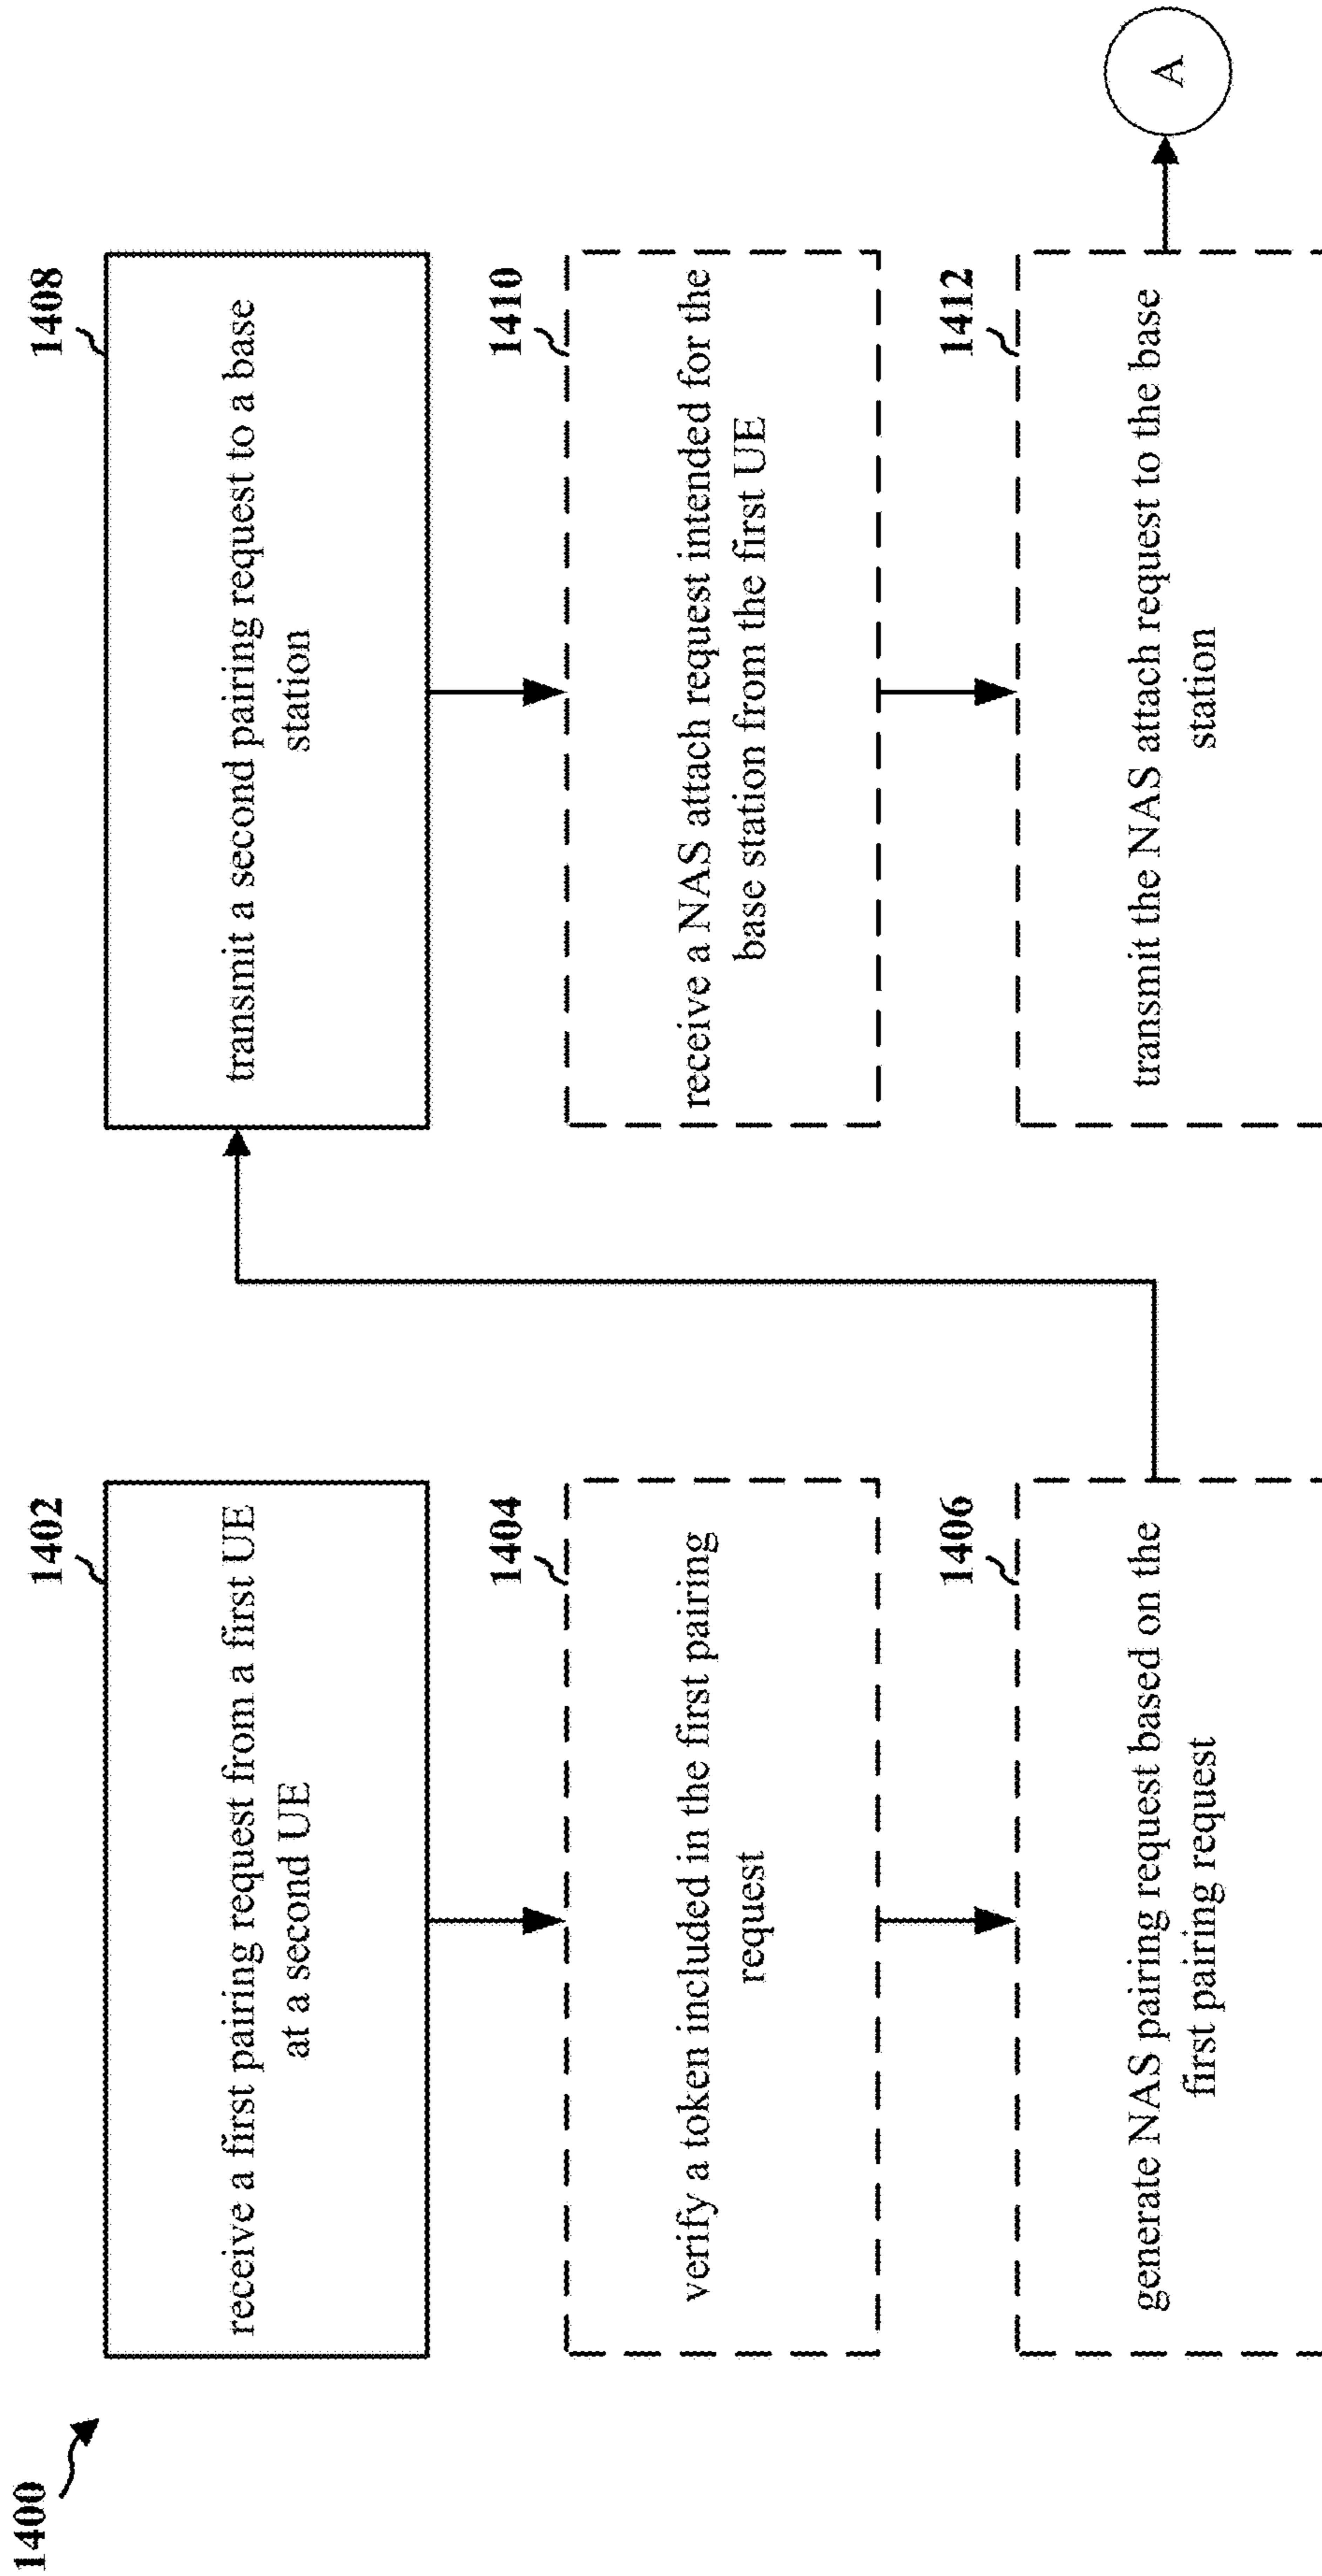 1400
1402
receive a first pairing request from a first UE
at a second UE
1404
verify a token included in the first pairing
request
1406
generate NAS pairing request based on the
first pairing request
1408
transmit a second pairing request to a base
station
1410
receive a NAS attach request intended for the
base station from the first UE
1412
transmit the NAS attach request to the base
station
A